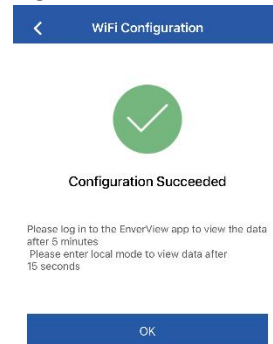 WiFi Configuration
Configuration Succeeded
Please log in to the EnverView app to view the data
after 5 minutes
Please enter local mode to view data after
15 seconds
OK